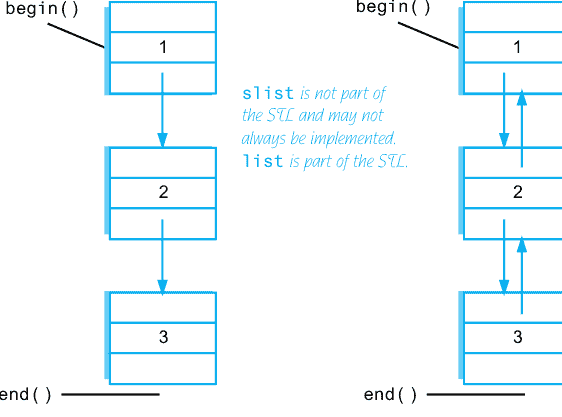 begin()
begin()
1
1
slist is not part of
the STL and may not
always be implemented.
list is part of the STL.
2
2
3
3
end()
end()